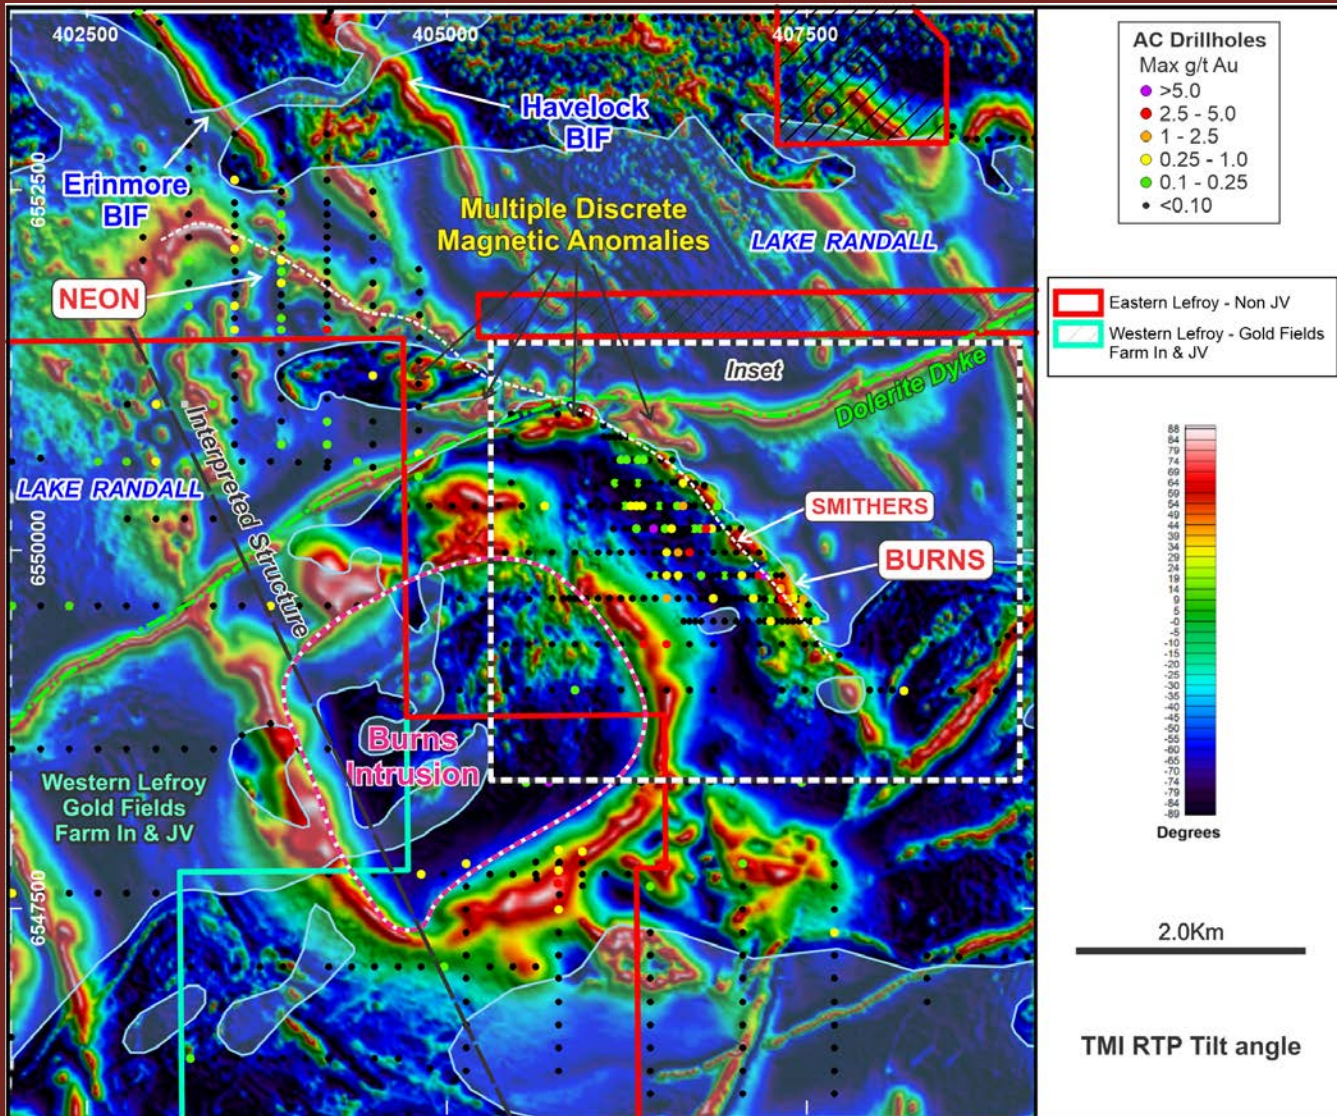 402500
405000
407500
Havelock
BIF
Erinmore
BIF
6552500
Multiple Discrete
Magnetic Anomalies
LAKE RANDALL
NEON
Inset
Dolerite Dyke
Interpreted Structure
LAKE RANDALL
SMITHERS
BURNS
6550000
Burns
Intrusion
Western Lefroy
Gold Fields
Farm In & JV
6547500
AC Drillholes
Max g/t Au
>5.0
2.5 - 5.0
1 - 2.5
0.25 - 1.0
0.1 - 0.25
<0.10
Eastern Lefroy - Non JV
Western Lefroy - Gold Fields
Farm In & JV
88
84
79
74
69
64
59
54
49
44
39
34
30
24
19
14
9
5
0
-5
-9
-15
-20
-25
-30
-35
-40
-45
-50
-55
-60
-65
-70
-74
-79
-84
-89
Degrees
2.0Km
TMI RTP Tilt angle